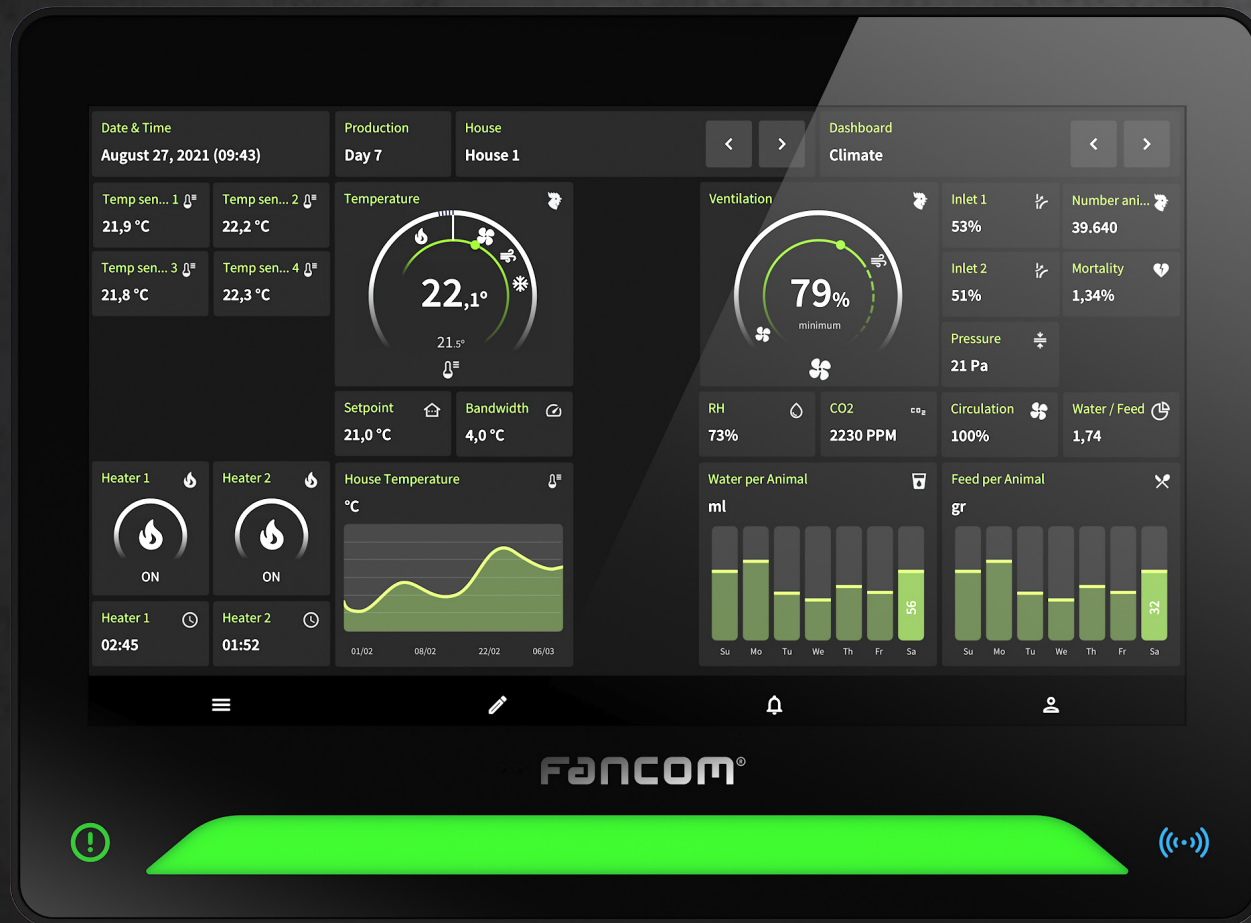 Date & Time
August 27, 2021 (09:43)
Production
Day 7
House
House 1
Dashboard
Climate
Temp sen... 1
21,9 °C
Temp sen... 2
22,2 °C
Temp sen... 3
21,8 °C
Temp sen... 4
22,3 °C
Temperature
22,1°
21.5°
Ventilation
79%
minimum
Inlet 1
53%
Number ani...
39.640
Inlet 2
51%
Mortality
1,34%
Pressure
21 Pa
Setpoint
21,0 °C
Bandwidth
4,0 °C
RH
73%
CO2
CO2
2230 PPM
Circulation
100%
Water / Feed
1,74
Heater 1
ON
Heater 2
ON
Heater 1
02:45
Heater 2
01:52
House Temperature
°C
01/02 08/02 22/02 06/03
Water per Animal
ml
56
Su Mo Tu We Th Fr Sa
Feed per Animal
gr
32
Su Mo Tu We Th Fr Sa
FANCOM®